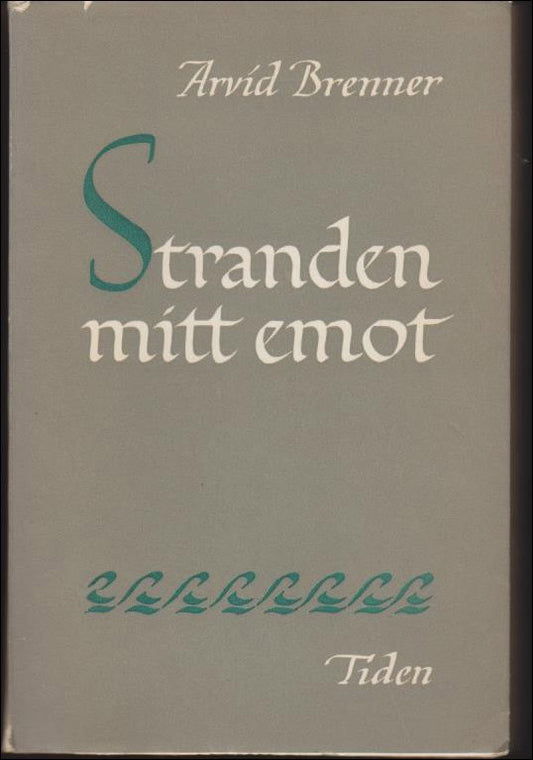 Arvid Brenner
Stranden
mitt emot
Tiden